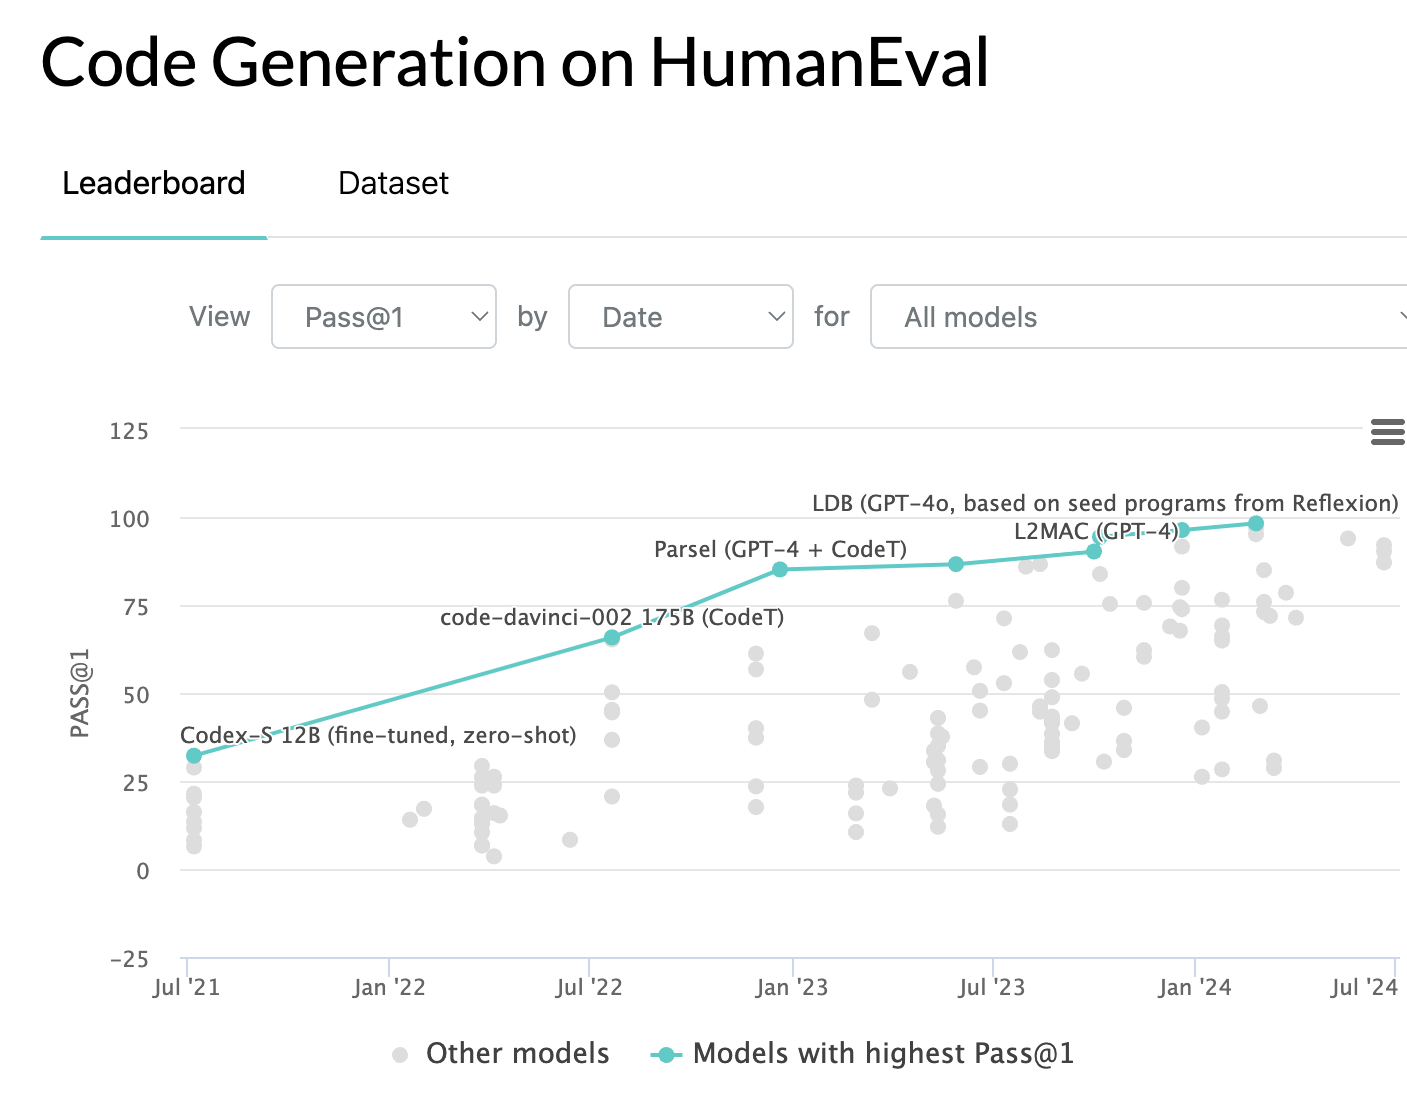 Code Generation on HumanEval
Leaderboard Dataset
View Pass@1 by Date for All models
125
LDB (GPT-4o, based on seed programs from Reflexion)
100
L2MAC (GPT-4)
Parsel (GPT-4 + CodeT)
75
code-davinci-002 175B (CodeT)
PASS@1
50
Codex-S 12B (fine-tuned, zero-shot)
25
0
-25
Jul '21 Jan '22 Jul '22 Jan '23 Jul '23 Jan '24 Jul '24
Other models Models with highest Pass@1